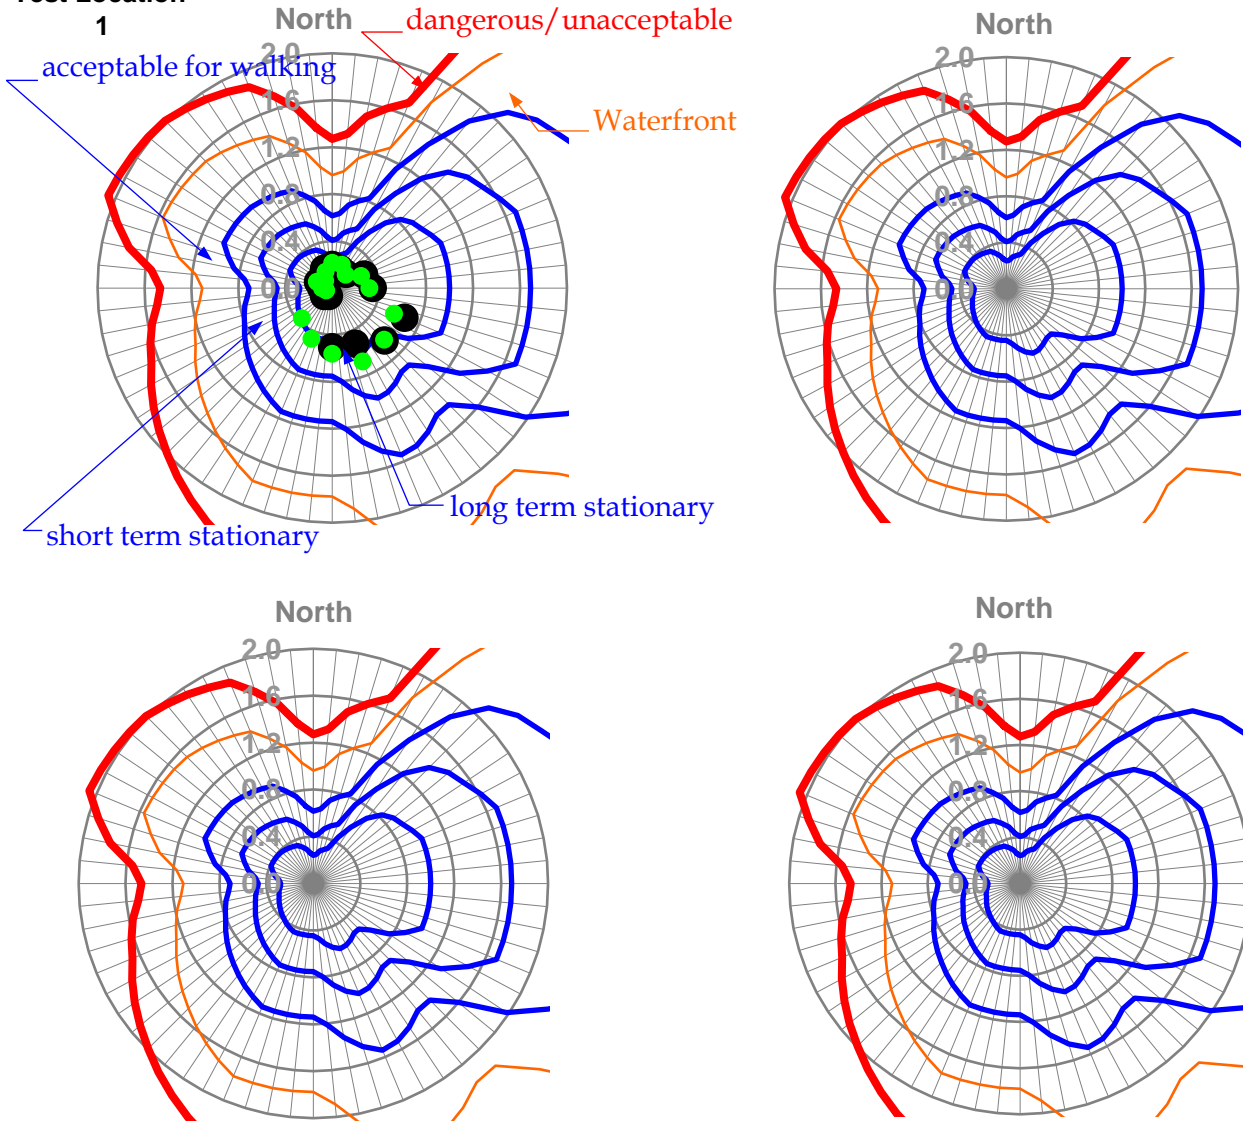 Test Location
1
North
dangerous/unacceptable
acceptable for walking
2.0
1.6
1.2
0.8
0.4
0.0
Waterfront
short term stationary
long term stationary
North
2.0
1.6
1.2
0.8
0.4
0.0
North
2.0
1.6
1.2
0.8
0.4
0.0
North
2.0
1.6
1.2
0.8
0.4
0.0